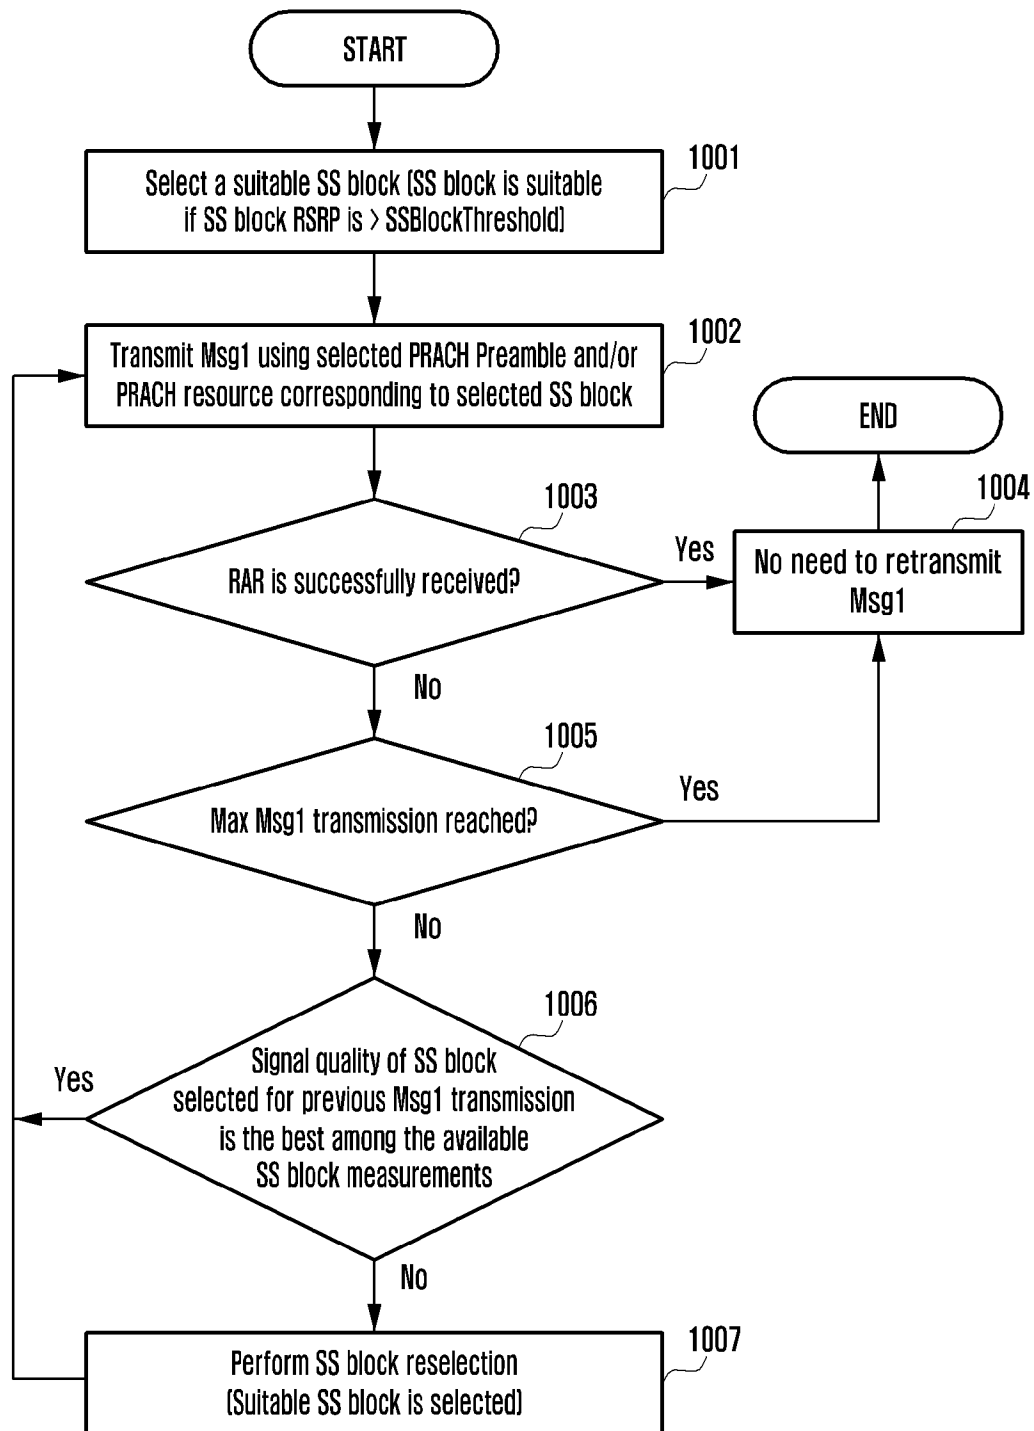 START
1001
Select a suitable SS block (SS block is suitable
if SS block RSRP is > SSBlockThreshold)
1002
Transmit Msg1 using selected PRACH Preamble and/or
PRACH resource corresponding to selected SS block
END
1003
1004
RAR is successfully received?
Yes
No need to retransmit
Msg1
No
1005
Max Msg1 transmission reached?
Yes
No
1006
Signal quality of SS block
selected for previous Msg1 transmission
is the best among the available
SS block measurements
Yes
No
1007
Perform SS block reselection
(Suitable SS block is selected)